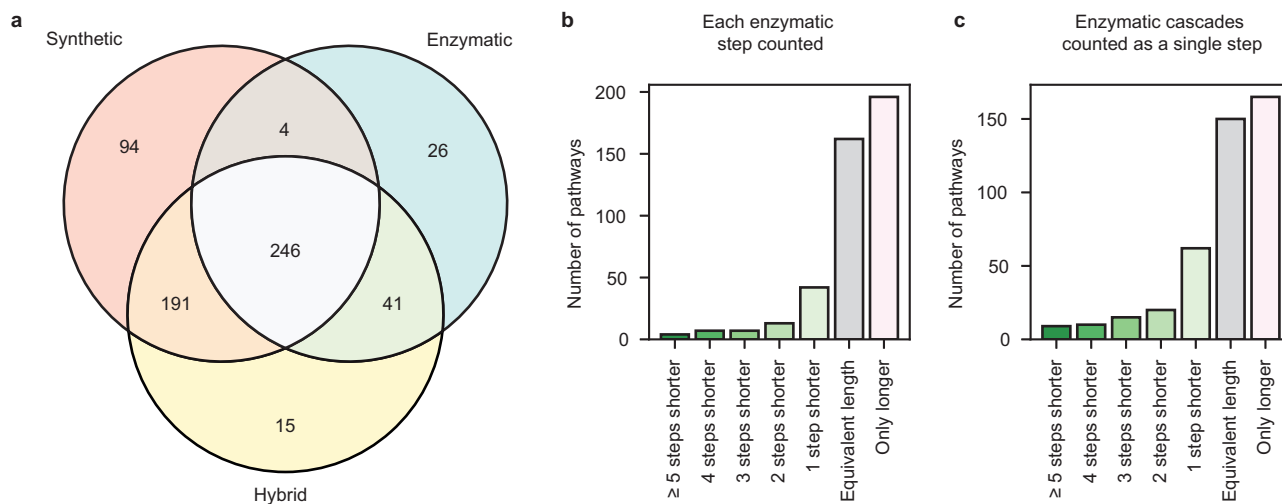 a
Synthetic
Enzymatic
94
4
26
246
191
41
15
Hybrid
b
Each enzymatic
step counted
Number of pathways
200
150
100
50
0
≥ 5 steps shorter
4 steps shorter
3 steps shorter
2 steps shorter
1 step shorter
Equivalent length
Only longer
c
Enzymatic cascades
counted as a single step
Number of pathways
150
100
50
0
≥ 5 steps shorter
4 steps shorter
3 steps shorter
2 steps shorter
1 step shorter
Equivalent length
Only longer